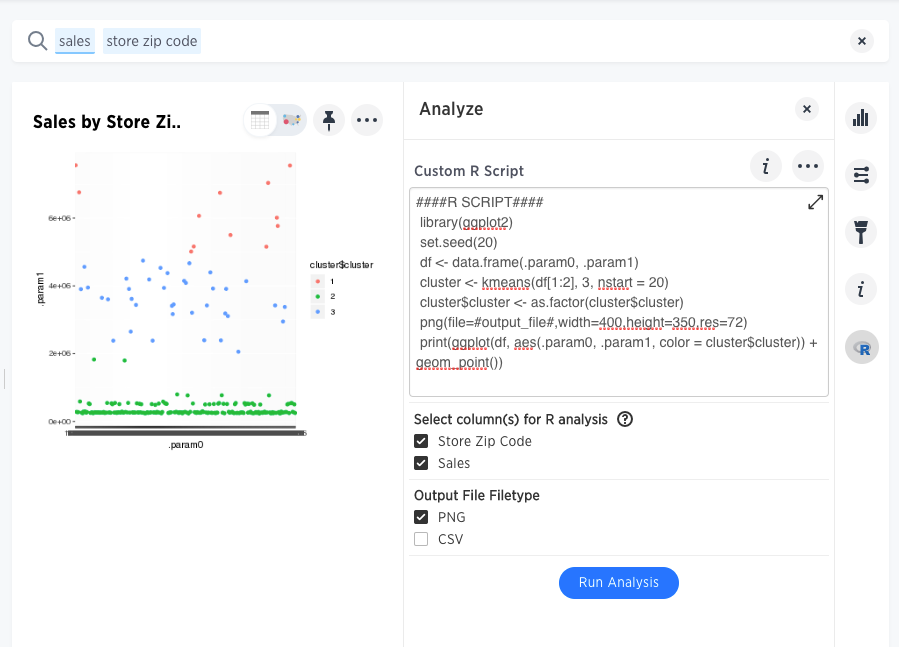 sales store zip code
Sales by Store Zi..
Analyze
Custom R Script
####R SCRIPT####
library(ggplot2)
set.seed(20)
df <- data.frame(.param0, .param1)
cluster <- kmeans(df[1:2], 3, nstart = 20)
cluster$cluster <- as.factor(cluster$cluster)
png(file=#output_file#,width=400,height=350,res=72)
print(ggplot(df, aes(.param0, .param1, color = cluster$cluster)) +
geom_point())
6e+06
4e+06
2e+06
0e+00
.param1
.param0
cluster$cluster
1
2
3
Select column(s) for R analysis ?
Store Zip Code
Sales
Output File Filetype
PNG
CSV
Run Analysis
i
i
R